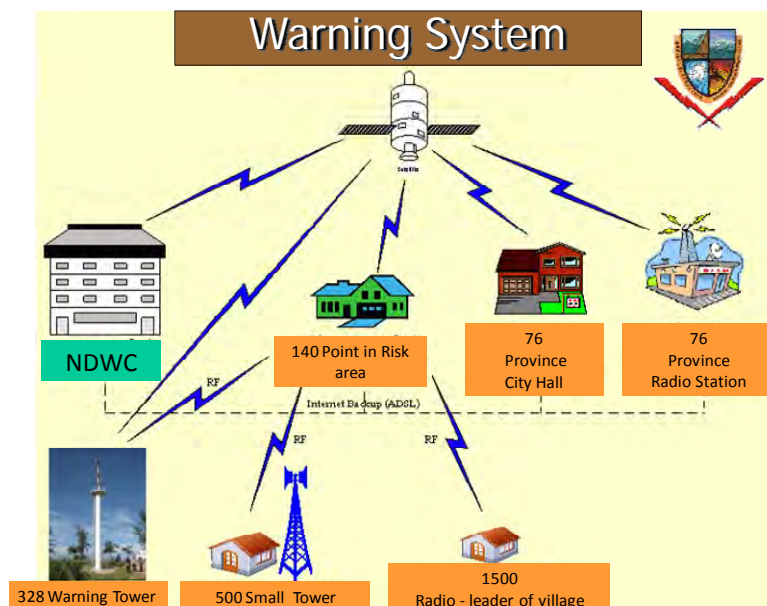 Warning System
Satellite
NDWC
140 Point in Risk
area
76
Province
City Hall
76
Province
Radio Station
RF
Internet Backup (ADSL)
RF
RF
328 Warning Tower
500 Small Tower
1500
Radio - leader of village